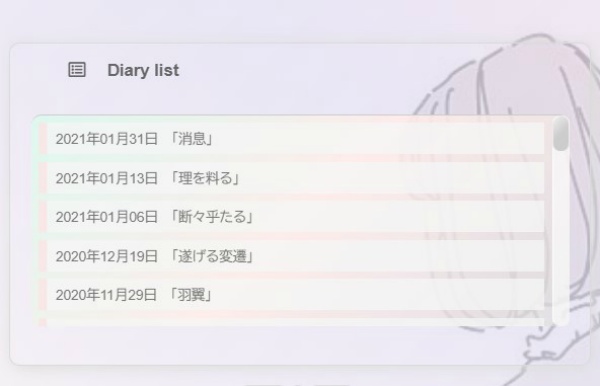 Diary list
2021年01月31日 「消息」
2021年01月13日 「理を料る」
2021年01月06日 「断々乎たる」
2020年12月19日 「遂げる変遷」
2020年11月29日 「羽翼」